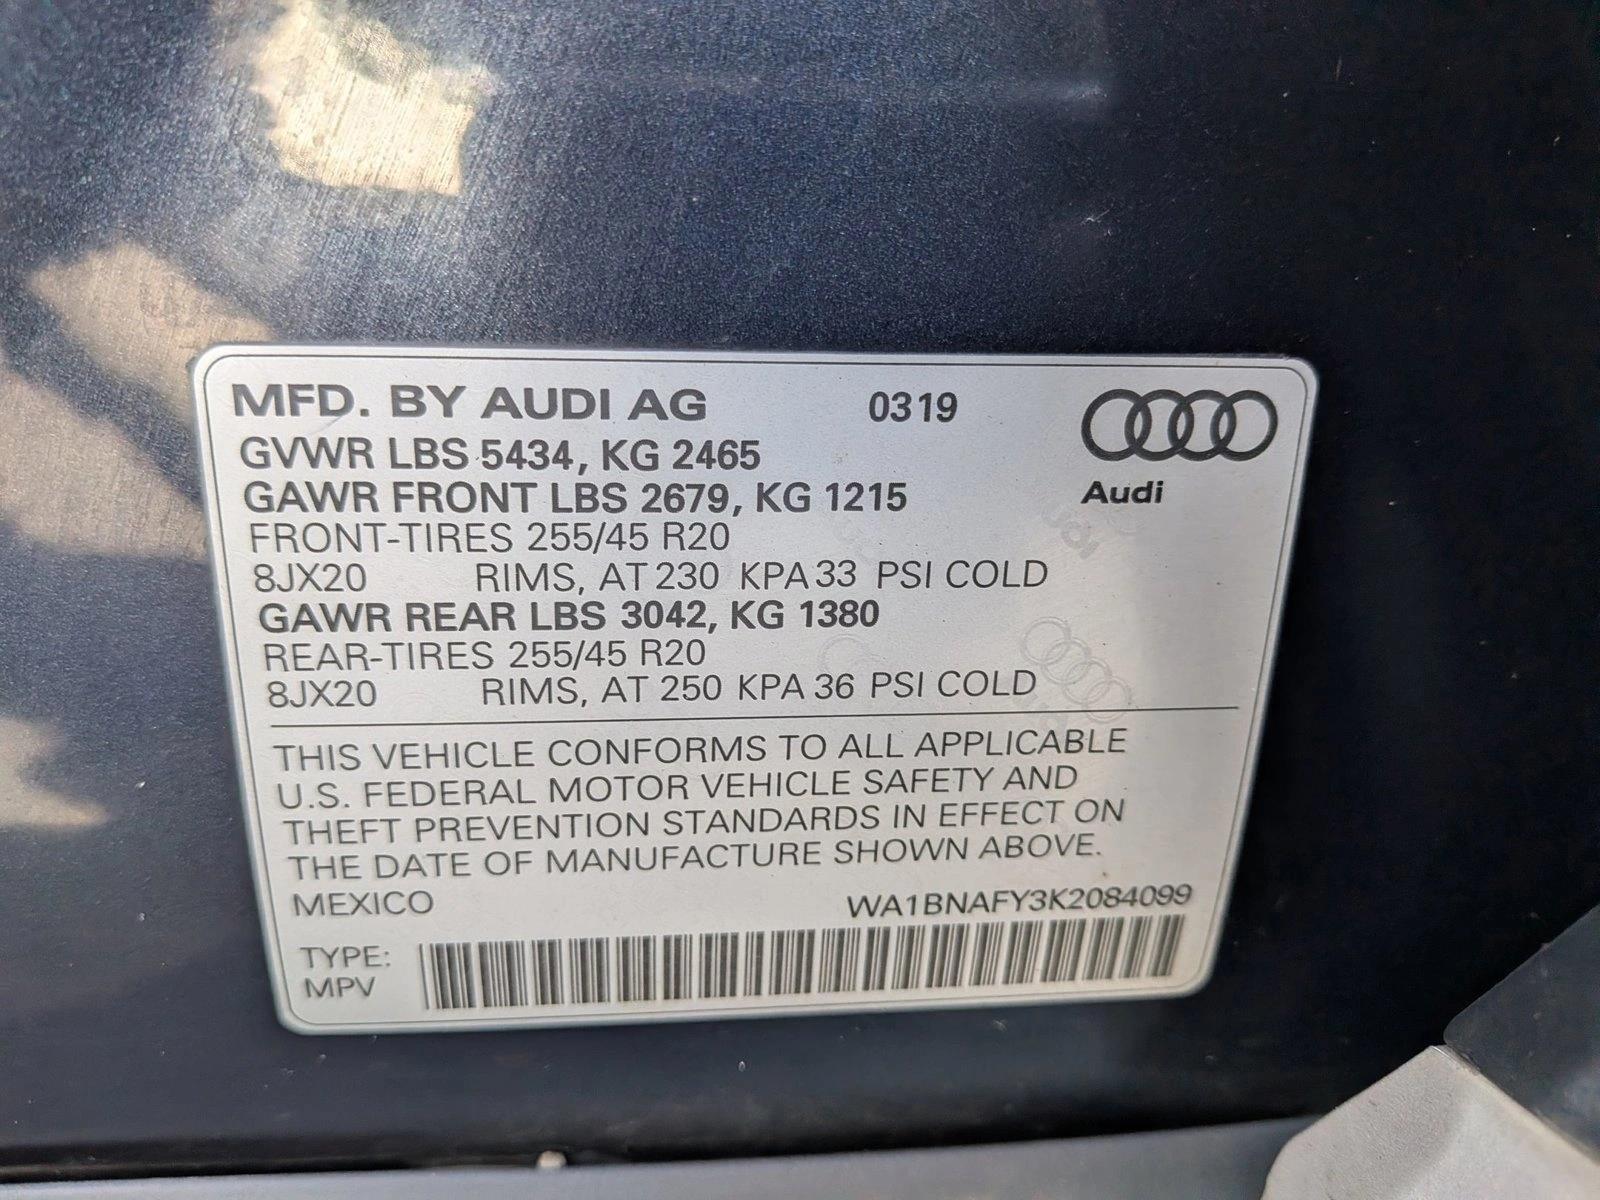 MFD. BY AUDI AG 0319
GVWR LBS 5434, KG 2465
GAWR FRONT LBS 2679, KG 1215
Audi
FRONT-TIRES 255/45 R20
8JX20 RIMS, AT 230 KPA 33 PSI COLD
GAWR REAR LBS 3042, KG 1380
REAR-TIRES 255/45 R20
8JX20 RIMS, AT 250 KPA 36 PSI COLD
THIS VEHICLE CONFORMS TO ALL APPLICABLE
U.S. FEDERAL MOTOR VEHICLE SAFETY AND
THEFT PREVENTION STANDARDS IN EFFECT ON
THE DATE OF MANUFACTURE SHOWN ABOVE.
MEXICO WA1BNAFY3K2084099
TYPE:
MPV